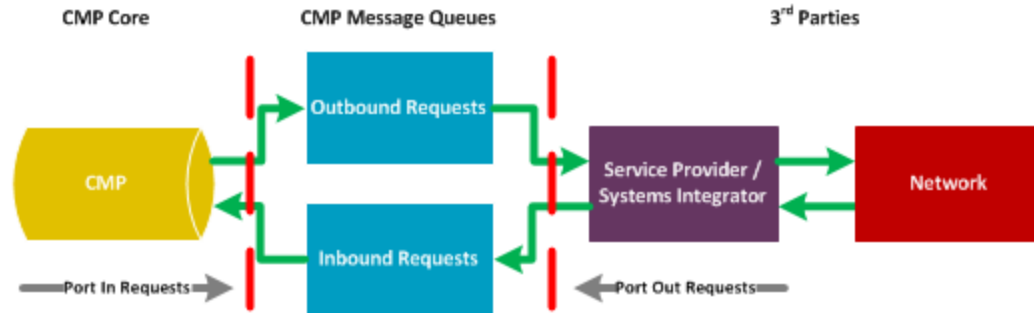 CMP Core
CMP Message Queues
3rd Parties
Outbound Requests
CMP
Service Provider /
Systems Integrator
Network
Inbound Requests
Port In Requests
Port Out Requests